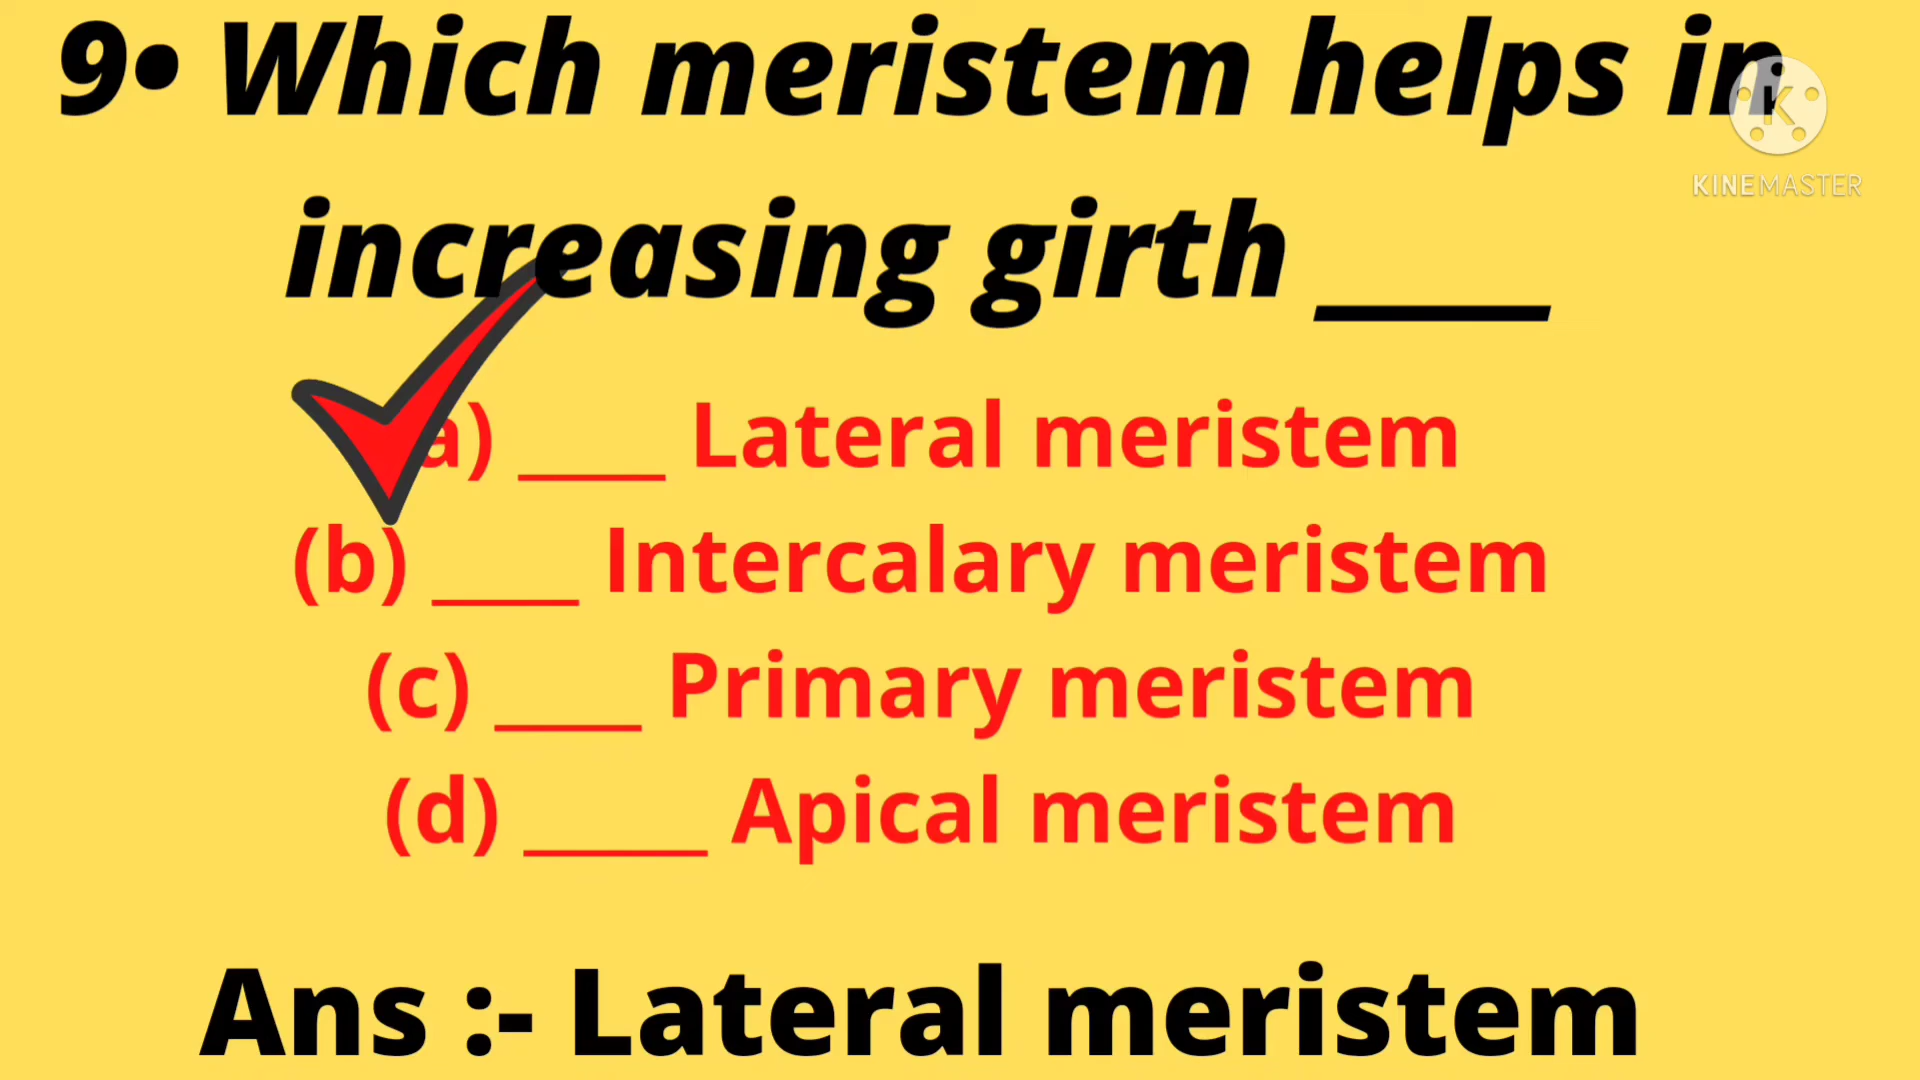 9• Which meristem helps in
KINEMASTER
increasing girth ____
a) ____ Lateral meristem
(b) ____ Intercalary meristem
(c) ____ Primary meristem
(d) _____ Apical meristem
Ans :- Lateral meristem